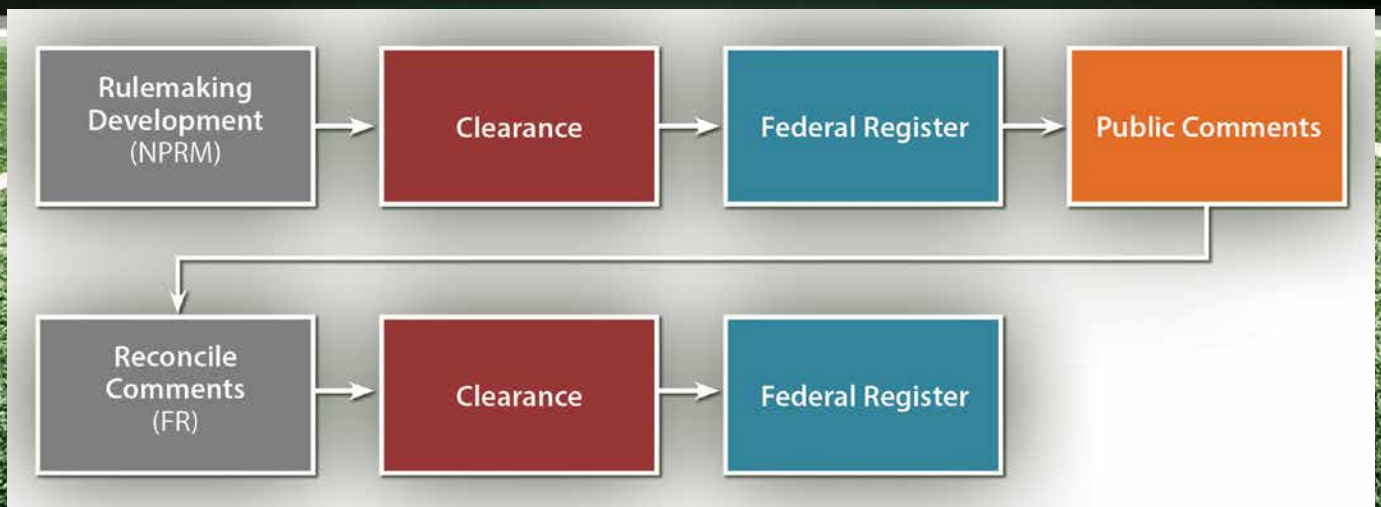 Rulemaking
Development
(NPRM)
Clearance
Federal Register
Public Comments
Reconcile
Comments
(FR)
Clearance
Federal Register